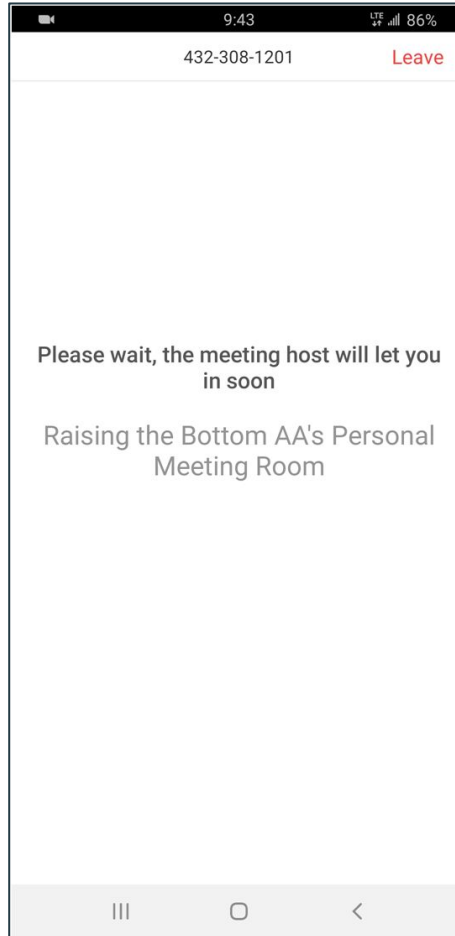 9:43 LTE 86%
432-308-1201 Leave
Please wait, the meeting host will let you
in soon
Raising the Bottom AA's Personal
Meeting Room